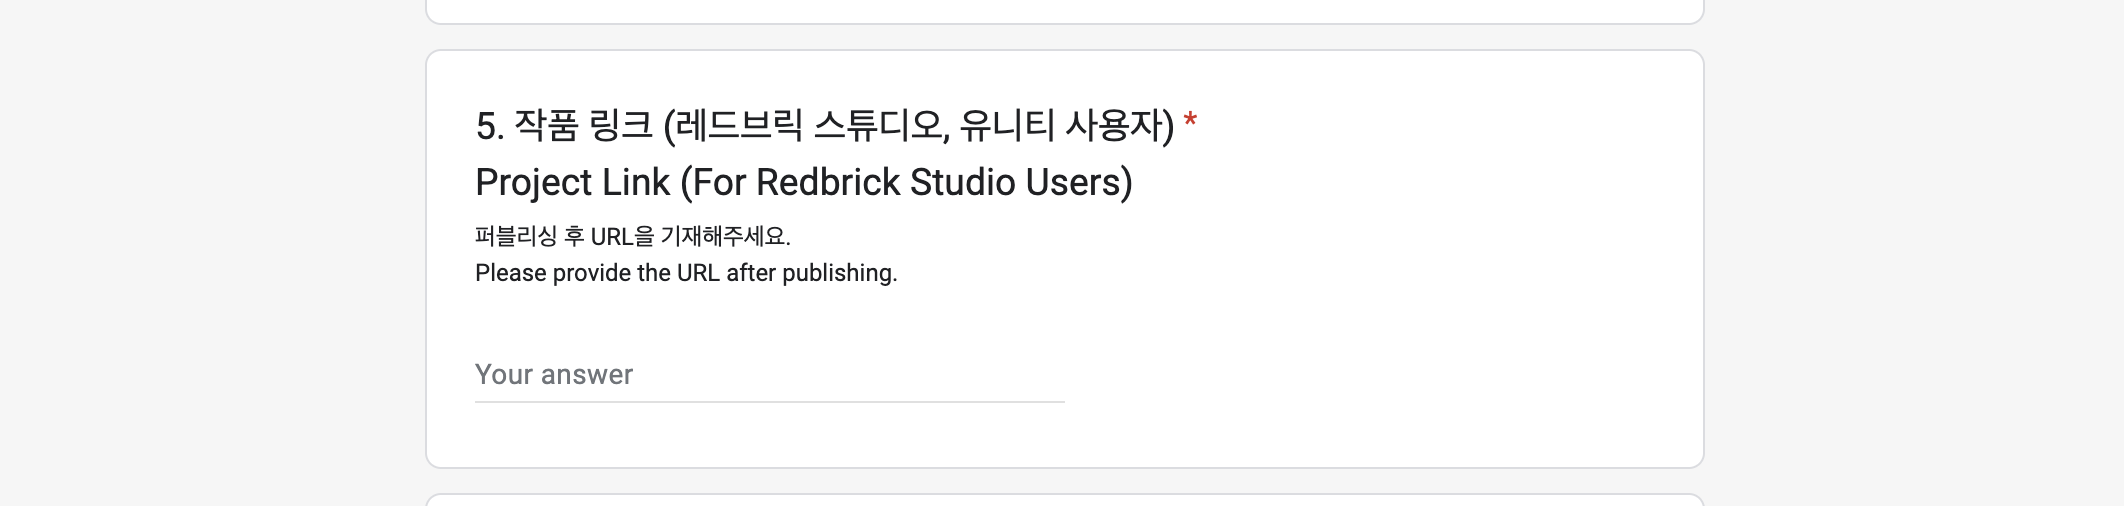 5. 작품 링크 (레드브릭 스튜디오, 유니티 사용자) *
Project Link (For Redbrick Studio Users)
퍼블리싱 후 URL을 기재해주세요.
Please provide the URL after publishing.
Your answer